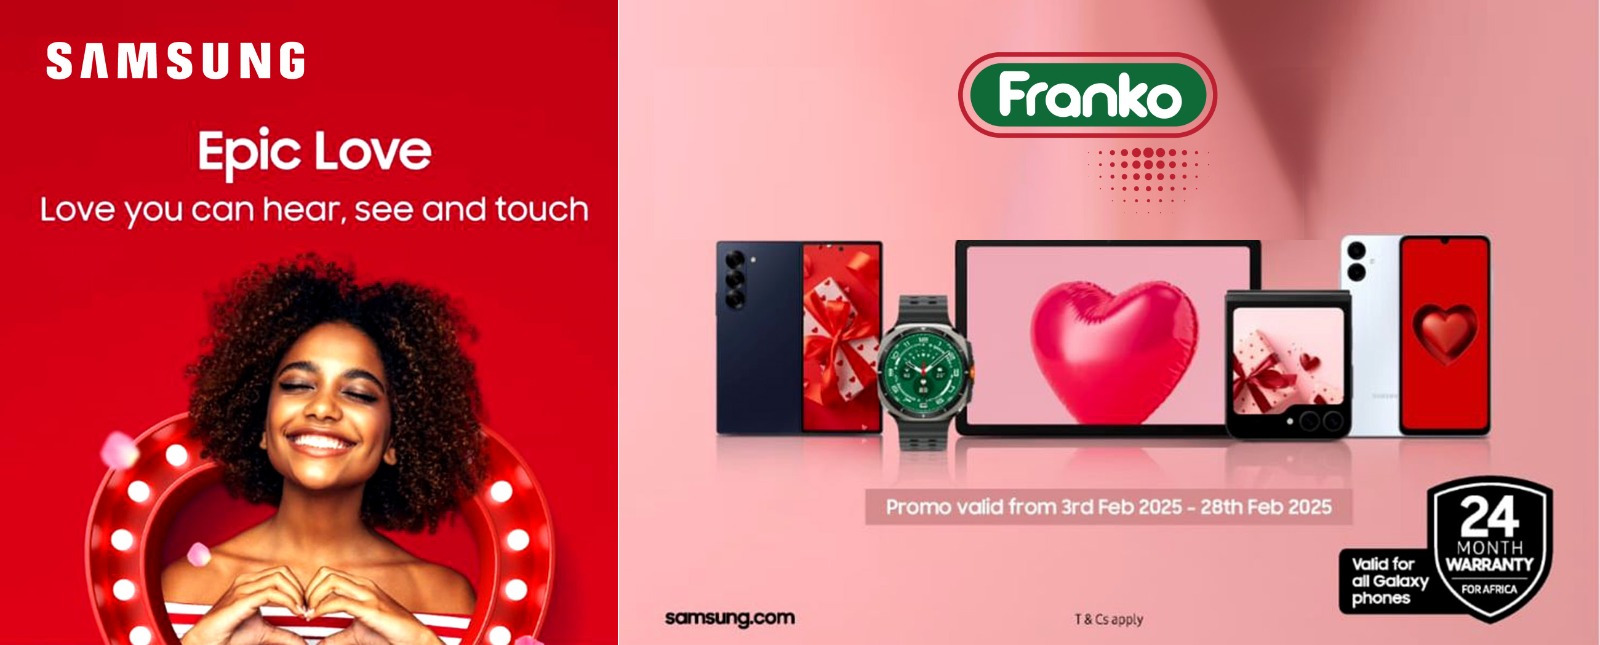 SAMSUNG
Epic Love
Love you can hear, see and touch
Franko
Promo valid from 3rd Feb 2025 - 28th Feb 2025
24
MONTH
WARRANTY
FOR AFRICA
Valid for
all Galaxy
phones
samsung.com
T & Cs apply